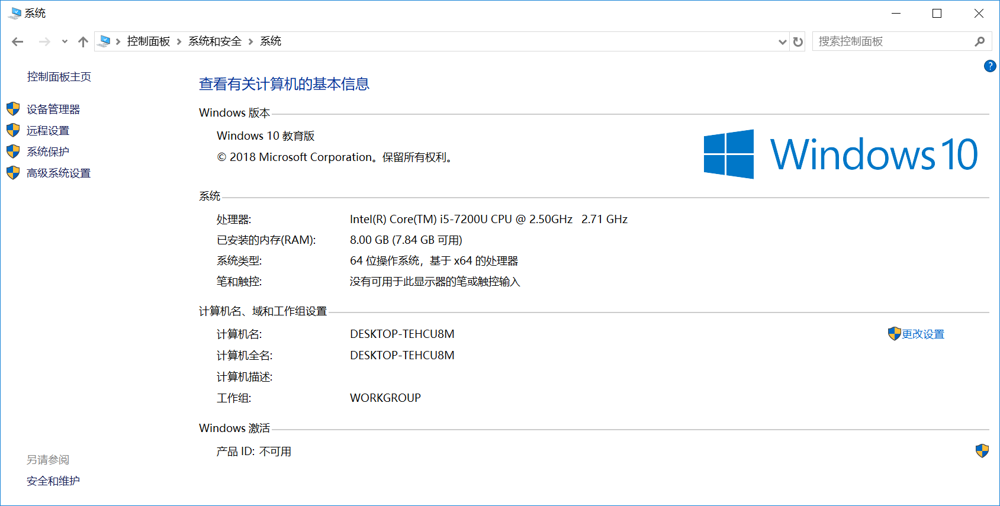 系统
控制面板 系统和安全 系统
搜索控制面板
控制面板主页
设备管理器
远程设置
系统保护
高级系统设置
另请参阅
安全和维护
?
查看有关计算机的基本信息
Windows 版本
Windows 10 教育版
© 2018 Microsoft Corporation。保留所有权利。
Windows 10
系统
处理器: Intel(R) Core(TM) i5-7200U CPU @ 2.50GHz 2.71 GHz
已安装的内存(RAM): 8.00 GB (7.84 GB 可用)
系统类型: 64 位操作系统，基于 x64 的处理器
笔和触控: 没有可用于此显示器的笔或触控输入
计算机名、域和工作组设置
计算机名: DESKTOP-TEHCU8M 更改设置
计算机全名: DESKTOP-TEHCU8M
计算机描述:
工作组: WORKGROUP
Windows 激活
产品 ID: 不可用